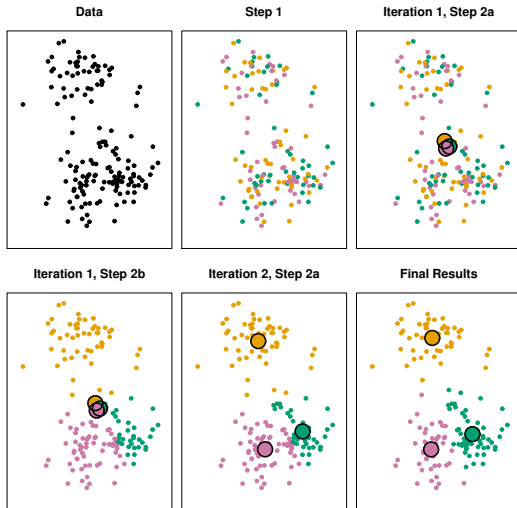 Data
Step 1
Iteration 1, Step 2a
Iteration 1, Step 2b
Iteration 2, Step 2a
Final Results